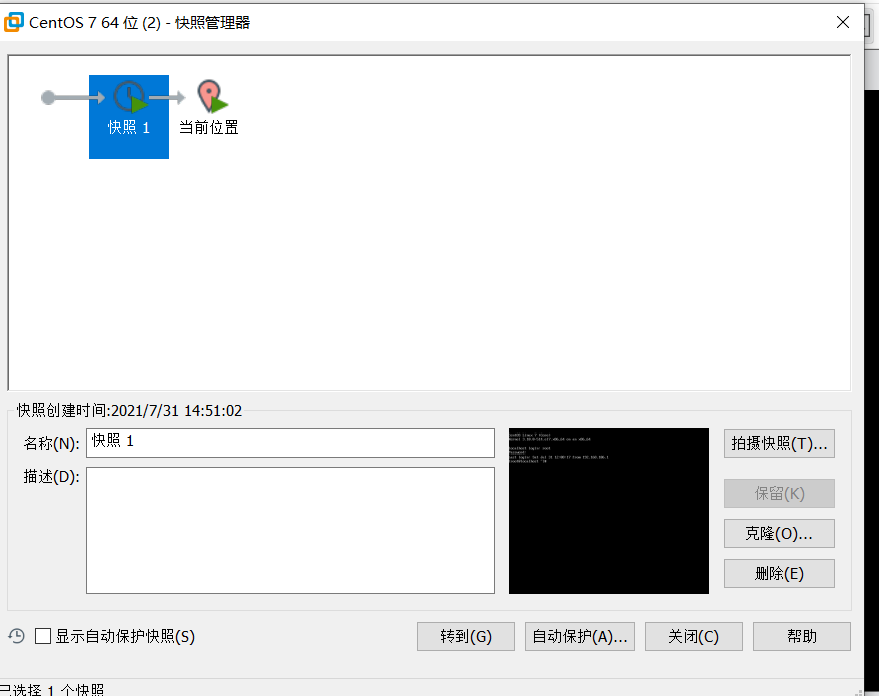 CentOS 7 64 位 (2) - 快照管理器
快照 1
当前位置
快照创建时间:2021/7/31 14:51:02
名称(N):
快照 1
描述(D):
拍摄快照(T)...
保留(K)
克隆(O)...
删除(E)
显示自动保护快照(S)
转到(G)
自动保护(A)...
关闭(C)
帮助
已选择 1 个快照